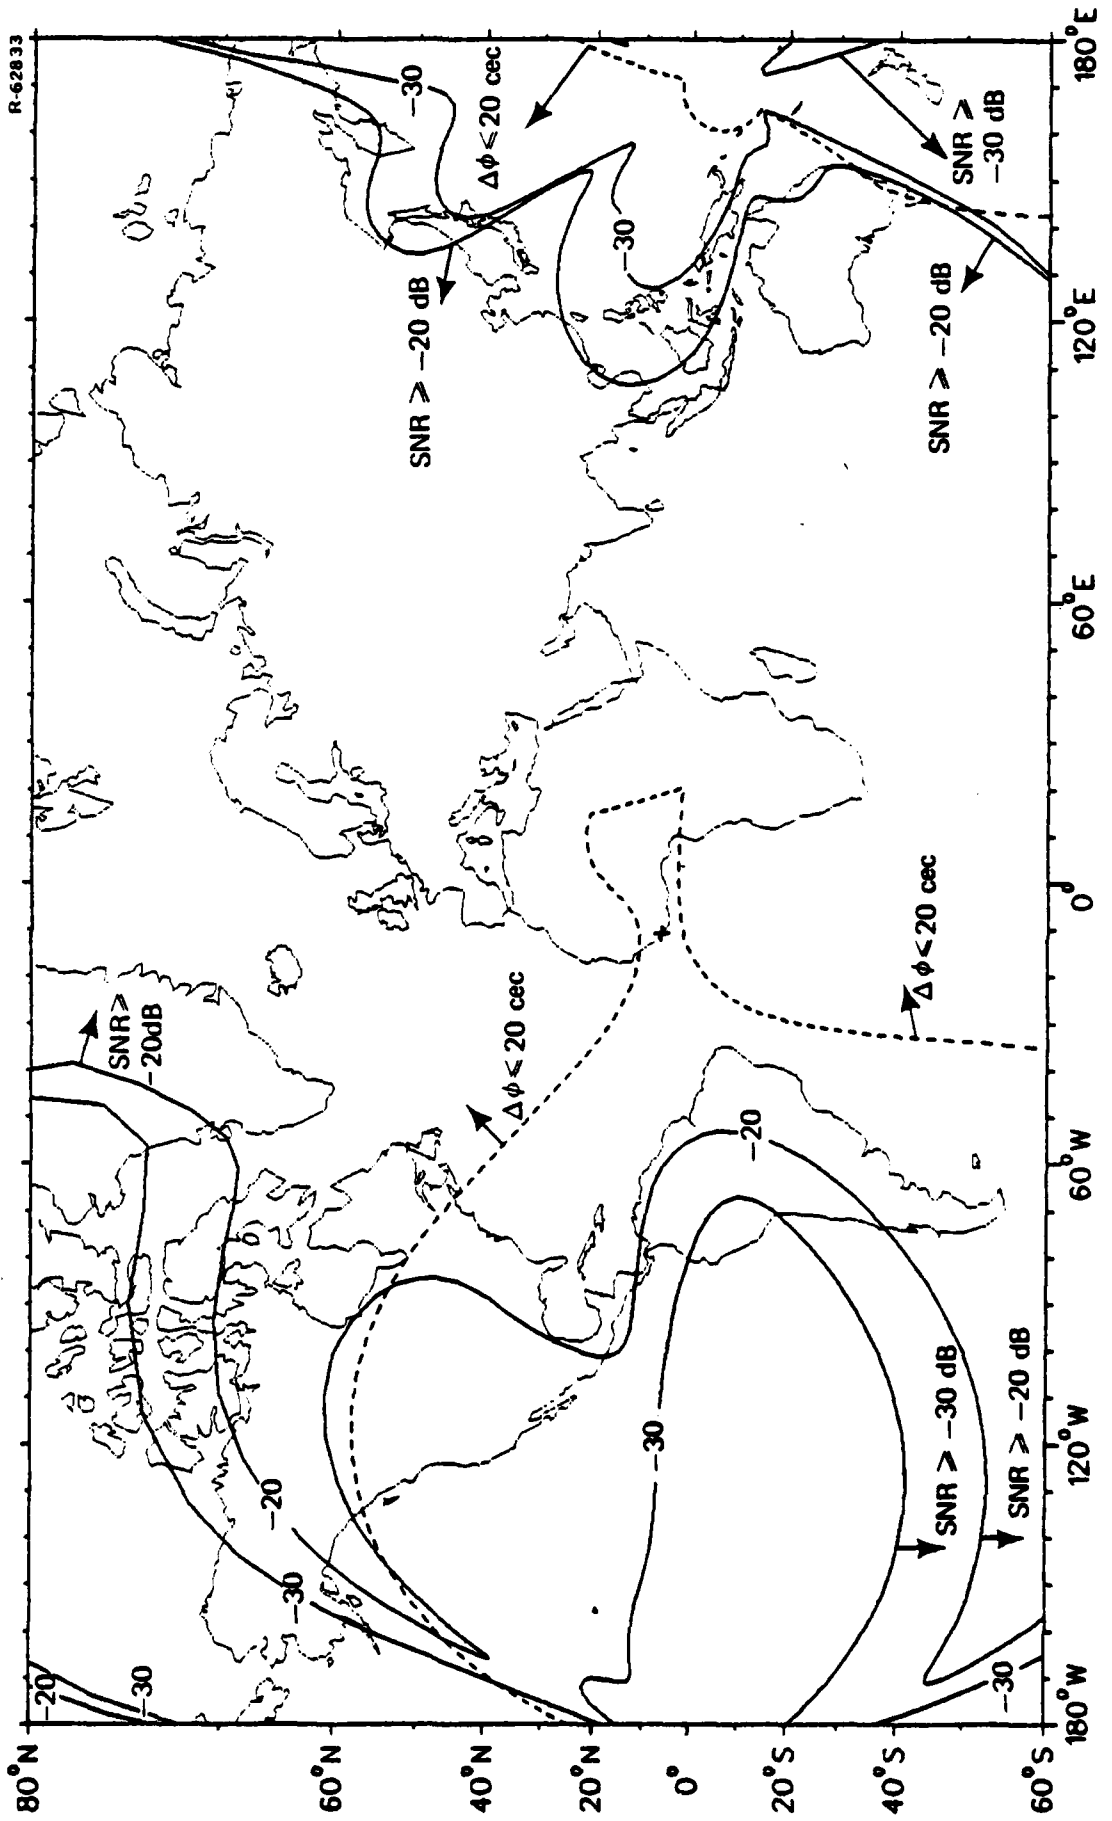 R-62833
80°N
60°N
40°N
20°N
0°
20°S
40°S
60°S
180°W
120°W
60°W
0°
60°E
120°E
180°E
-20
-30
-30
-20
SNR ⩾
-20dB
Δϕ < 20 cec
-30
-20
SNR ⩾ -30 dB
SNR ⩾ -20 dB
-30
Δϕ < 20 cec
SNR ⩾ -20 dB
-30
Δϕ < 20 cec
-30
SNR ⩾ -20 dB
SNR ⩾
-30 dB